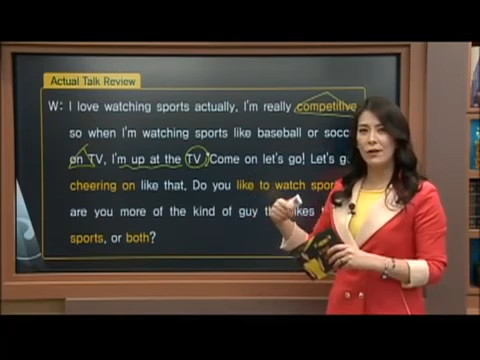 Actual Talk Review
W: I love watching sports actually, I'm really competitive
so when I'm watching sports like baseball or socc
on TV, I'm up at the TV, "Come on let's go! Let's g
cheering on like that, Do you like to watch spor
are you more of the kind of guy th
sports, or both?